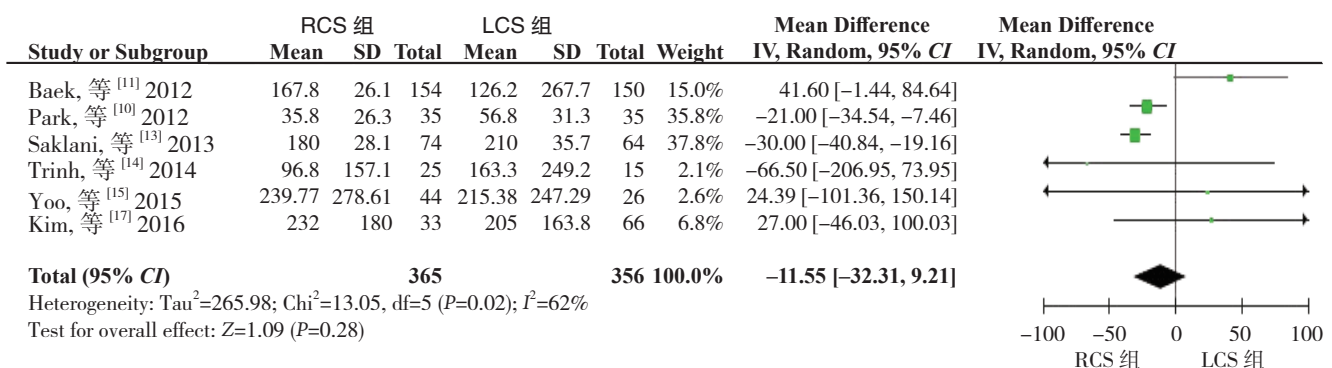 RCS 组 LCS 组 Mean Difference Mean Difference
Study or Subgroup Mean SD Total Mean SD Total Weight IV, Random, 95% CI IV, Random, 95% CI
Baek, 等 [11] 2012 167.8 26.1 154 126.2 267.7 150 15.0% 41.60 [−1.44, 84.64]
Park, 等 [10] 2012 35.8 26.3 35 56.8 31.3 35 35.8% −21.00 [−34.54, −7.46]
Saklani, 等 [13] 2013 180 28.1 74 210 35.7 64 37.8% −30.00 [−40.84, −19.16]
Trinh, 等 [14] 2014 96.8 157.1 25 163.3 249.2 15 2.1% −66.50 [−206.95, 73.95]
Yoo, 等 [15] 2015 239.77 278.61 44 215.38 247.29 26 2.6% 24.39 [−101.36, 150.14]
Kim, 等 [17] 2016 232 180 33 205 163.8 66 6.8% 27.00 [−46.03, 100.03]
Total (95% CI) 365 356 100.0% −11.55 [−32.31, 9.21]
Heterogeneity: Tau²=265.98; Chi²=13.05, df=5 (P=0.02); I²=62%
Test for overall effect: Z=1.09 (P=0.28)
−100 −50 0 50 100
RCS 组 LCS 组